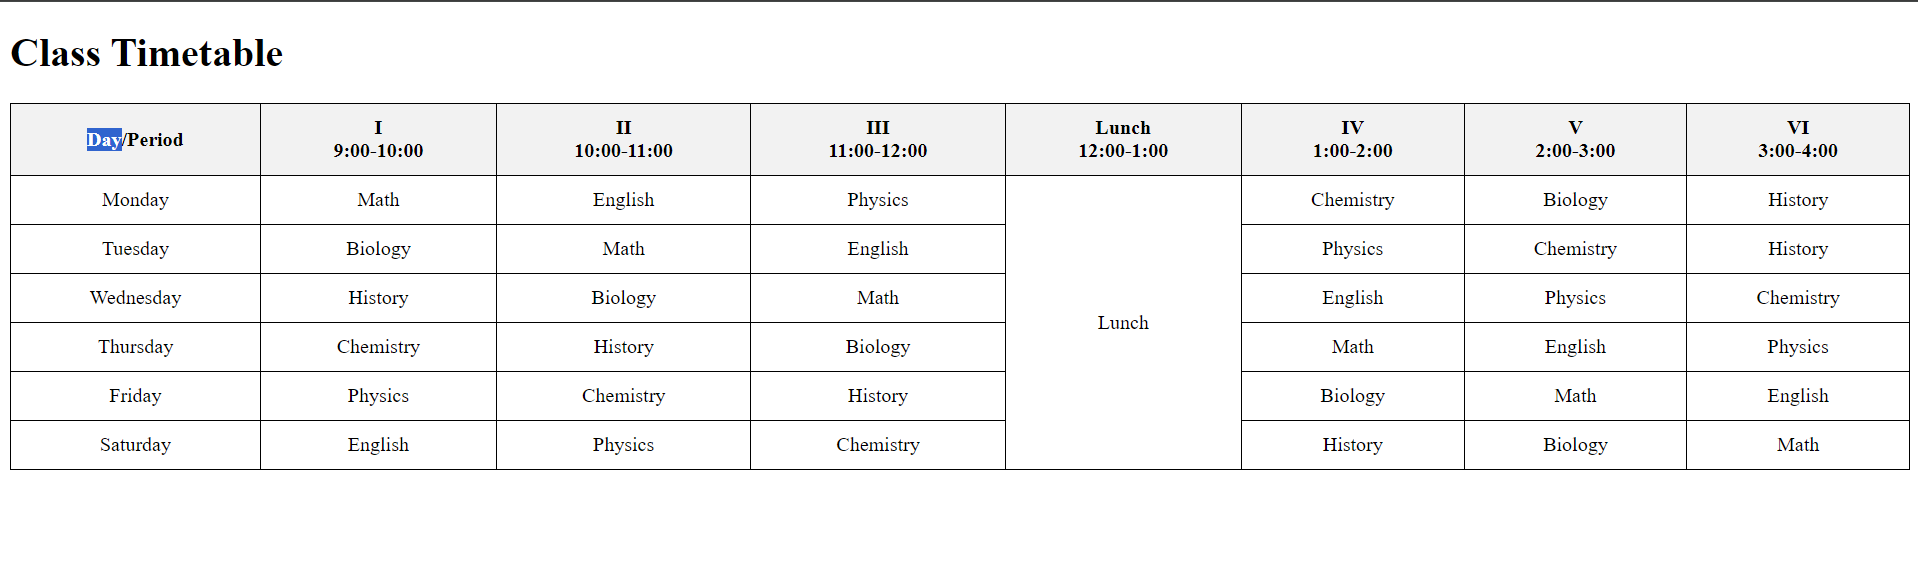 Class Timetable
Day/Period I II III Lunch IV V VI
9:00-10:00 10:00-11:00 11:00-12:00 12:00-1:00 1:00-2:00 2:00-3:00 3:00-4:00
Monday Math English Physics Chemistry Biology History
Tuesday Biology Math English Physics Chemistry History
Wednesday History Biology Math English Physics Chemistry
Lunch
Thursday Chemistry History Biology Math English Physics
Friday Physics Chemistry History Biology Math English
Saturday English Physics Chemistry History Biology Math